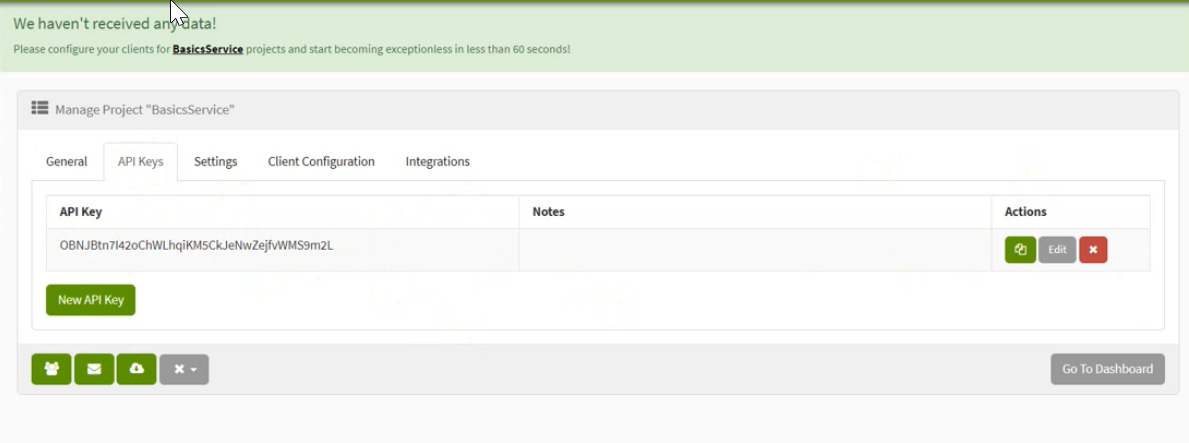 We haven't received any data!
Please configure your clients for BasicsService projects and start becoming exceptionless in less than 60 seconds!
Manage Project "BasicsService"
General API Keys Settings Client Configuration Integrations
API Key Notes Actions
OBNJBtn7I42oChWLhqiKM5CkJeNwZejfvWMS9m2L Edit
New API Key
Go To Dashboard